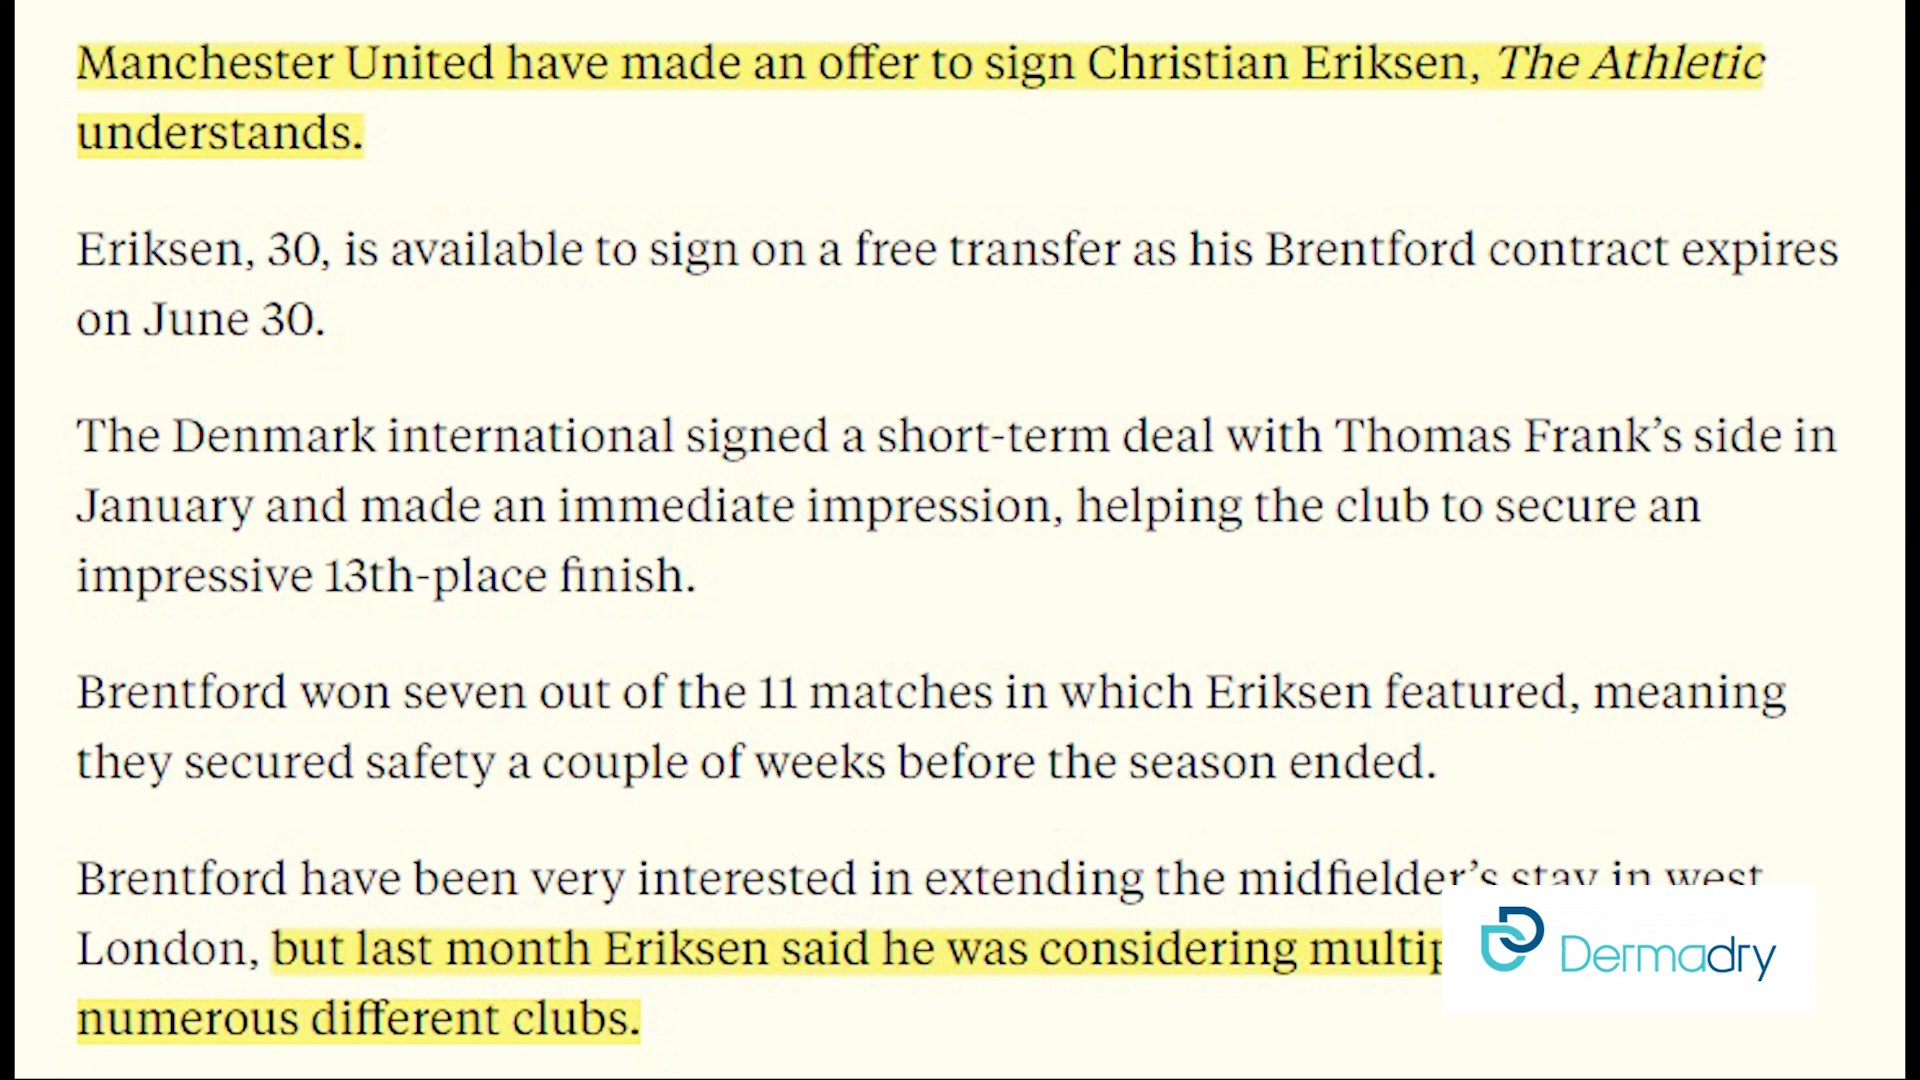 Manchester United have made an offer to sign Christian Eriksen, The Athletic
understands.
Eriksen, 30, is available to sign on a free transfer as his Brentford contract expires
on June 30.
The Denmark international signed a short-term deal with Thomas Frank’s side in
January and made an immediate impression, helping the club to secure an
impressive 13th-place finish.
Brentford won seven out of the 11 matches in which Eriksen featured, meaning
they secured safety a couple of weeks before the season ended.
Brentford have been very interested in extending the midfielder’s stay in west
London, but last month Eriksen said he was considering
numerous different clubs.
Dermadry